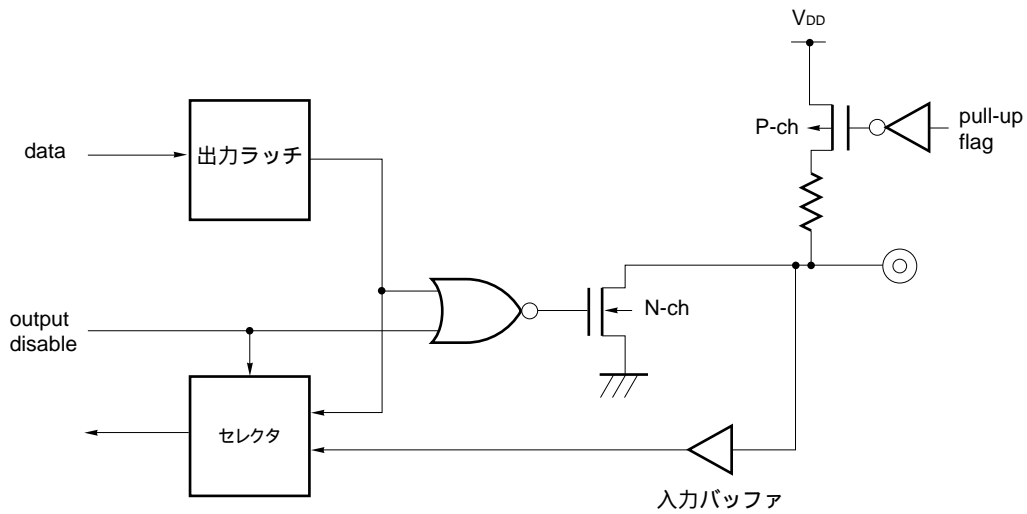 VDD
P-ch
pull-up
flag
data
出力ラッチ
output
disable
N-ch
セレクタ
入力バッファ